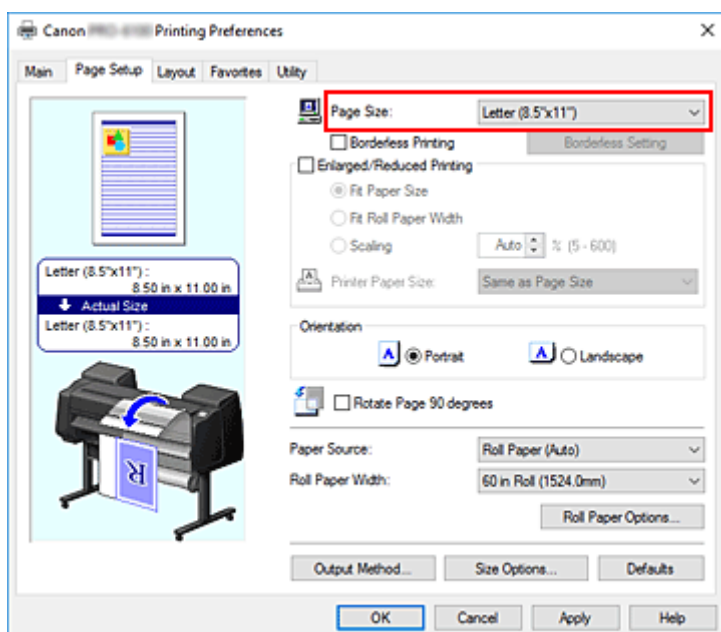 Canon Printing Preferences
Main Page Setup Layout Favorites Utility
Page Size: Letter (8.5"x11")
Borderless Printing Borderless Setting
Enlarged/Reduced Printing
Fit Paper Size
Fit Roll Paper Width
Scaling Auto % (5 - 600)
Printer Paper Size: Same as Page Size
Letter (8.5"x11") :
8.50 in x 11.00 in
Actual Size
Letter (8.5"x11") :
8.50 in x 11.00 in
Orientation
A Portrait A Landscape
Rotate Page 90 degrees
Paper Source: Roll Paper (Auto)
Roll Paper Width: 60 in Roll (1524.0mm)
R
Roll Paper Options...
Output Method... Size Options... Defaults
OK Cancel Apply Help